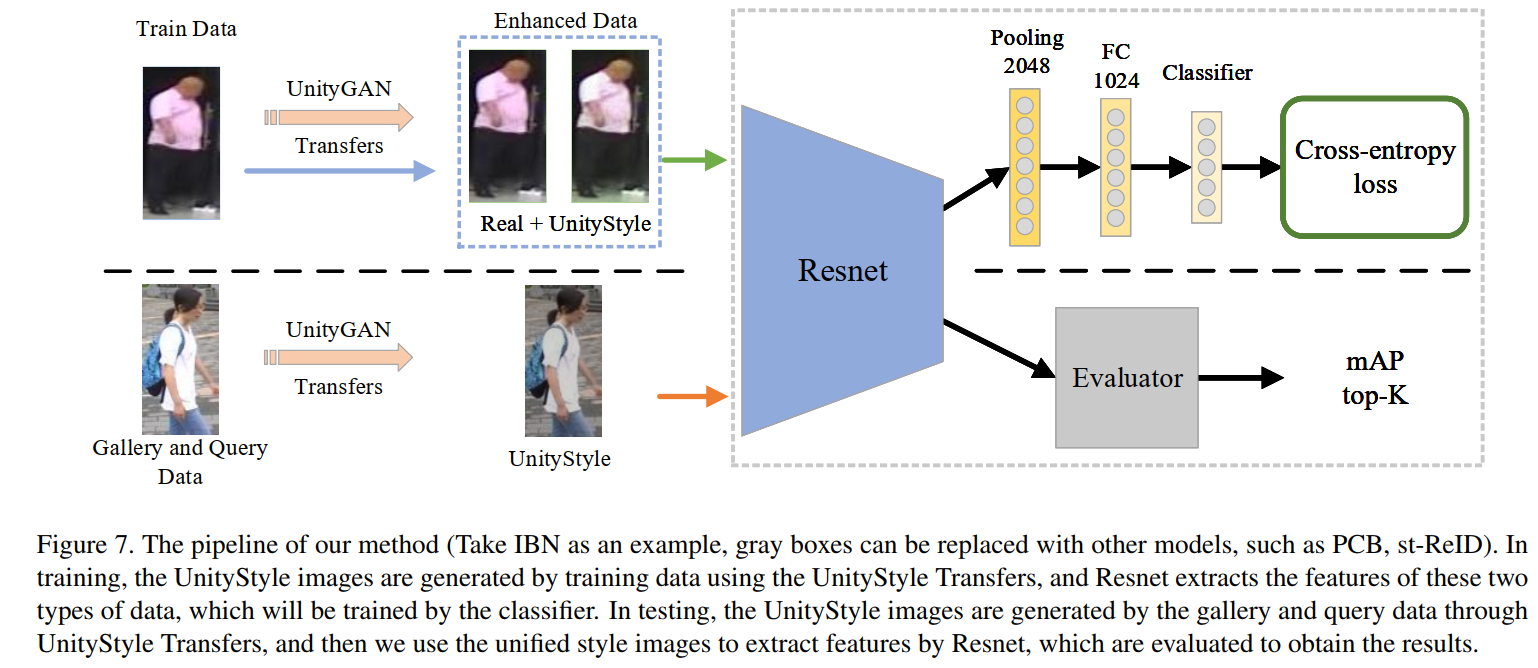 Train Data
UnityGAN
Transfers
Enhanced Data
Real + UnityStyle
Pooling
2048
FC
1024
Classifier
Cross-entropy
loss
Resnet
UnityGAN
Transfers
Gallery and Query
Data
UnityStyle
Evaluator
mAP
top-K
Figure 7. The pipeline of our method (Take IBN as an example, gray boxes can be replaced with other models, such as PCB, st-ReID). In
training, the UnityStyle images are generated by training data using the UnityStyle Transfers, and Resnet extracts the features of these two
types of data, which will be trained by the classifier. In testing, the UnityStyle images are generated by the gallery and query data through
UnityStyle Transfers, and then we use the unified style images to extract features by Resnet, which are evaluated to obtain the results.